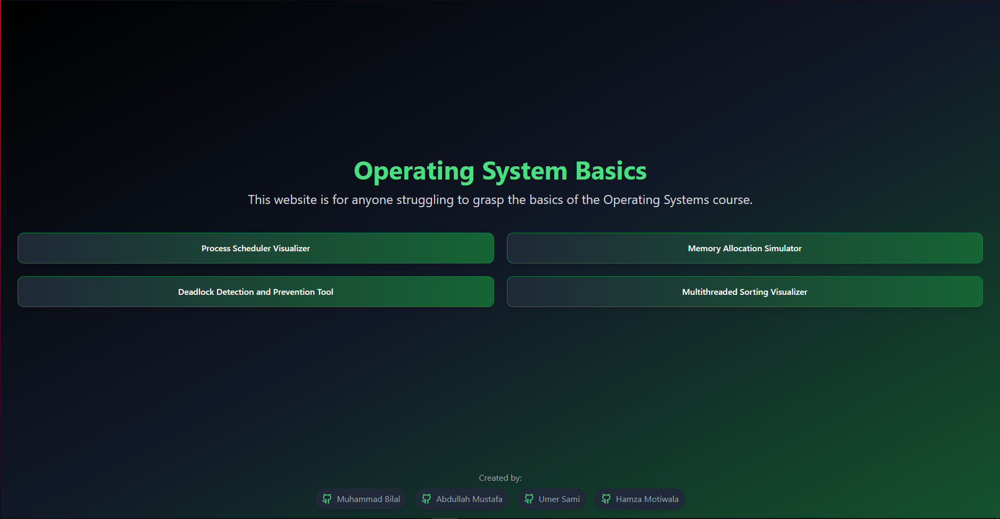 Operating System Basics
This website is for anyone struggling to grasp the basics of the Operating Systems course.
Process Scheduler Visualizer
Memory Allocation Simulator
Deadlock Detection and Prevention Tool
Multithreaded Sorting Visualizer
Created by:
Muhammad Bilal
Abdullah Mustafa
Umer Sami
Hamza Motiwala